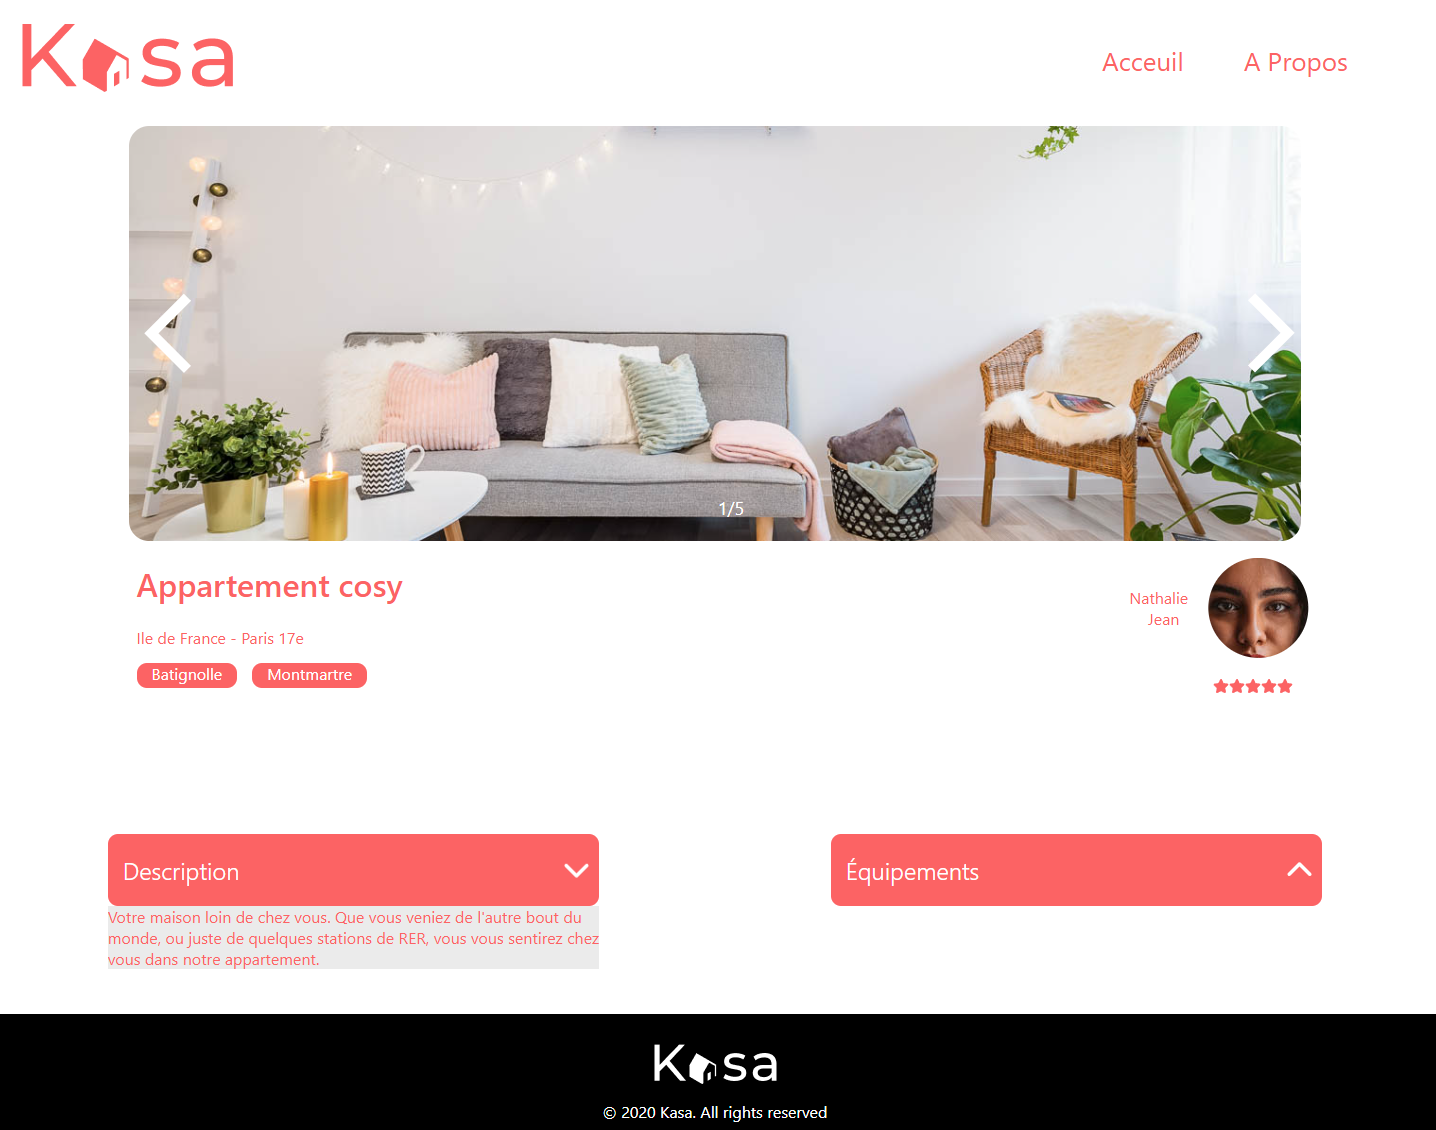 Kasa
Acceuil
A Propos
1/5
Appartement cosy
Ile de France - Paris 17e
Batignolle
Montmartre
Nathalie
Jean
Description
Votre maison loin de chez vous. Que vous veniez de l'autre bout du
monde, ou juste de quelques stations de RER, vous vous sentirez chez
vous dans notre appartement.
Équipements
Kasa
© 2020 Kasa. All rights reserved